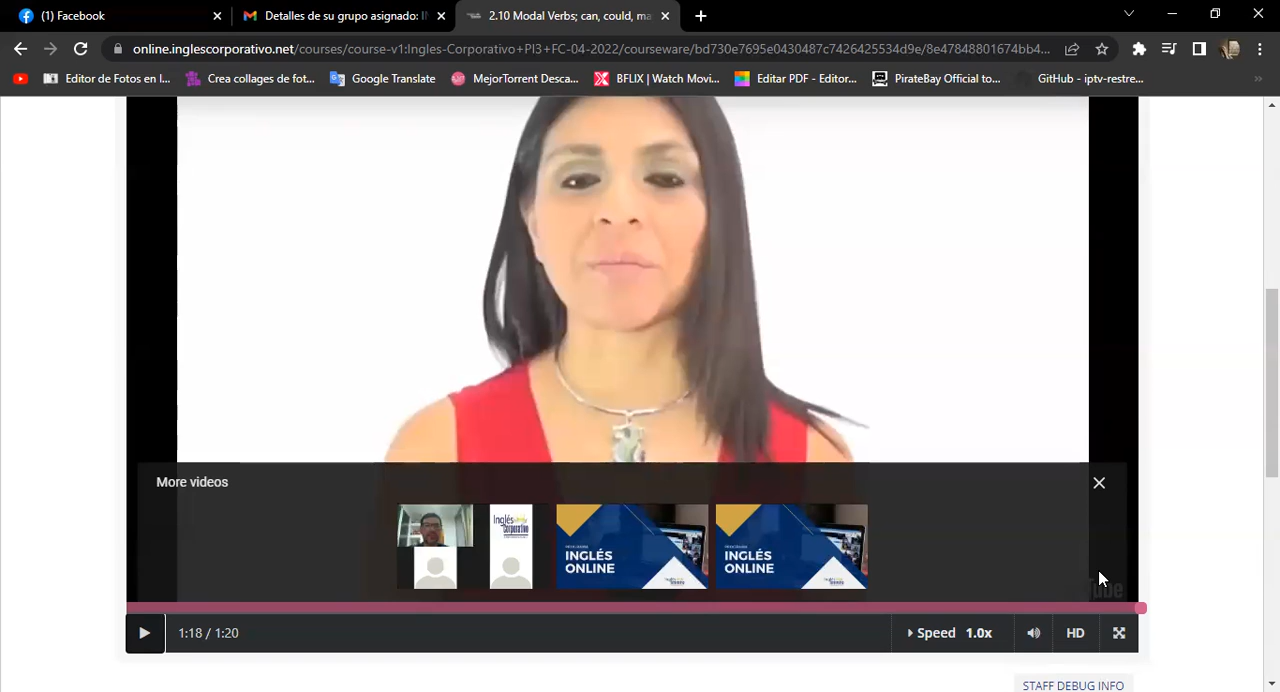 (1) Facebook
Detalles de su grupo asignado: I
2.10 Modal Verbs; can, could, ma
online.inglescorporativo.net/courses/course-v1:Ingles-Corporativo+PI3+FC-04-2022/courseware/bd730e7695e0430487c7426425534d9e/8e47848801674bb4...
Editor de Fotos en l...
Crea collages de fot...
Google Translate
MejorTorrent Desca...
BFLIX | Watch Movi...
Editar PDF - Editor...
PirateBay Official to...
GitHub - iptv-restre...
More videos
Inglés
Corporativo
INGLÉS
ONLINE
INGLÉS
ONLINE
1:18 / 1:20
Speed 1.0x
HD
STAFF DEBUG INFO